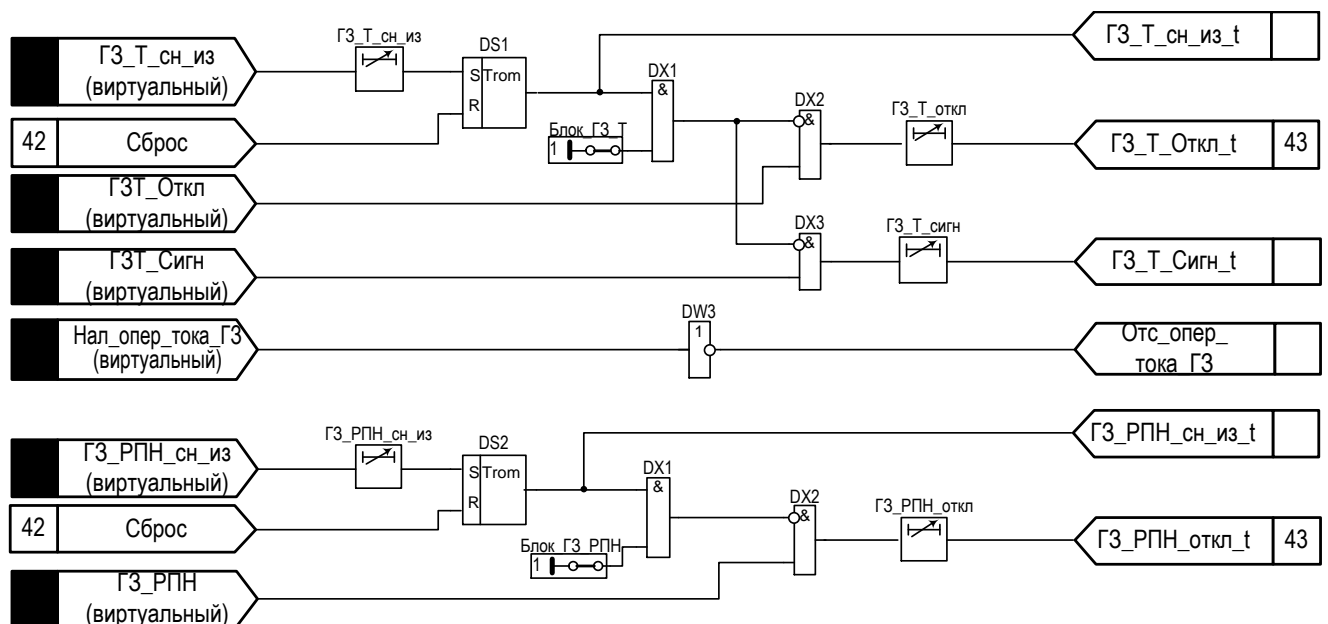 ГЗ_Т_сн_из
(виртуальный)
ГЗ_Т_сн_из
DS1
S Trom
R
ГЗ_Т_сн_из_t
42 Сброс
Блок_ГЗ_Т
1
DX1
&
DX2
&
ГЗ_Т_откл
ГЗ_Т_Откл_t 43
ГЗТ_Откл
(виртуальный)
DX3
&
ГЗ_Т_сигн
ГЗТ_Сигн
(виртуальный)
ГЗ_Т_Сигн_t
Нал_опер_тока_ГЗ
(виртуальный)
DW3
1
Отс_опер_
тока_ГЗ
ГЗ_РПН_сн_из
(виртуальный)
ГЗ_РПН_сн_из
DS2
S Trom
R
ГЗ_РПН_сн_из_t
42 Сброс
Блок_ГЗ_РПН
1
DX1
&
DX2
&
ГЗ_РПН_откл
ГЗ_РПН_откл_t 43
ГЗ_РПН
(виртуальный)